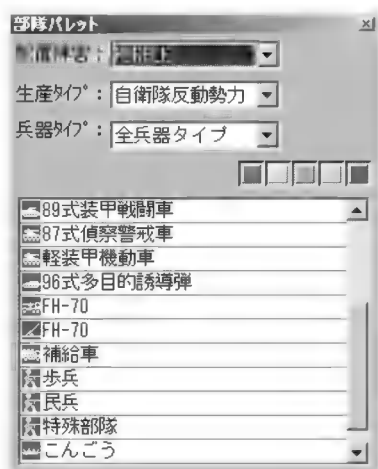 部隊パレット
生産ﾀｲﾌﾟ: 自衛隊反動勢力
兵器ﾀｲﾌﾟ: 全兵器タイプ
89式装甲戦闘車
87式偵察警戒車
軽装甲機動車
96式多目的誘導弾
FH-70
FH-70
補給車
歩兵
民兵
特殊部隊
こんごう